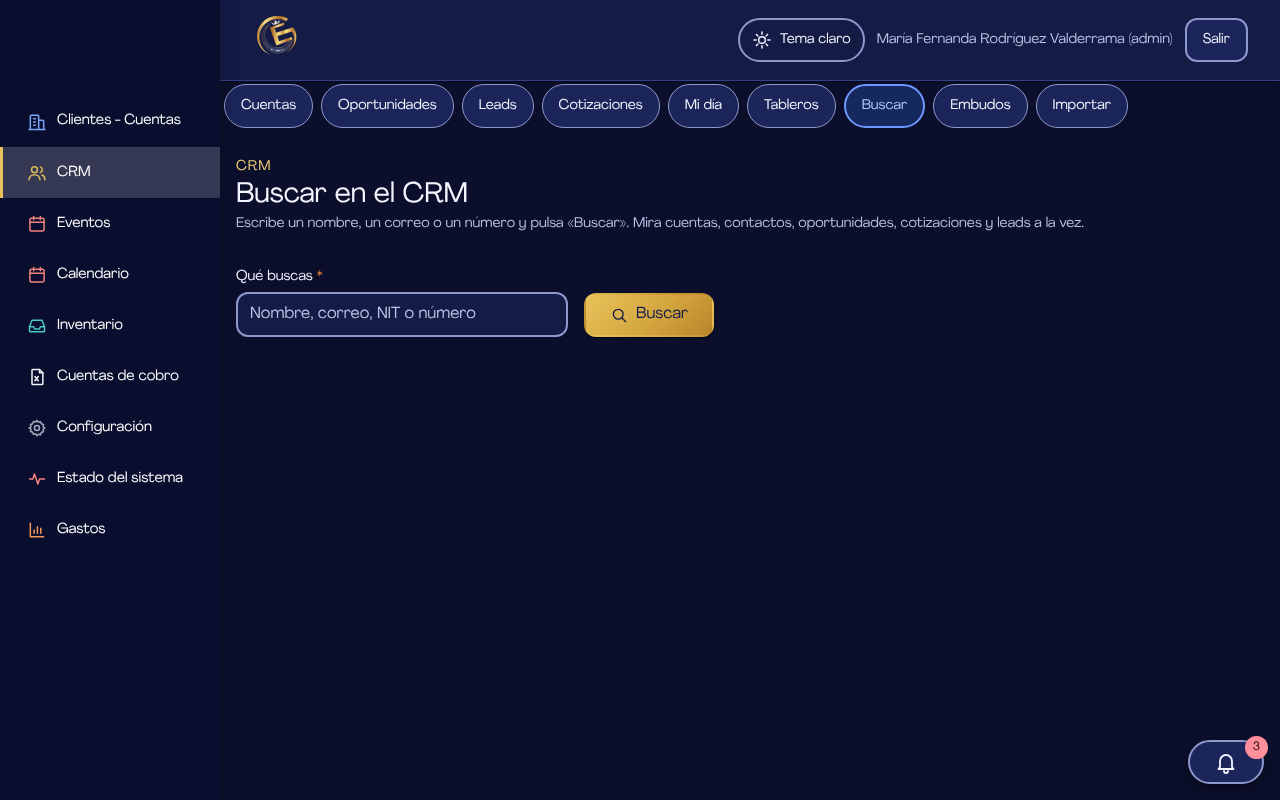 Tema claro
María Fernanda Rodríguez Valderrama (admin)
Salir
Cuentas
Oportunidades
Leads
Cotizaciones
Mi día
Tableros
Buscar
Embudos
Importar
Clientes - Cuentas
CRM
Eventos
Calendario
Inventario
Cuentas de cobro
Configuración
Estado del sistema
Gastos
CRM
Buscar en el CRM
Escribe un nombre, un correo o un número y pulsa «Buscar». Mira cuentas, contactos, oportunidades, cotizaciones y leads a la vez.
Qué buscas *
Nombre, correo, NIT o número
Buscar
3